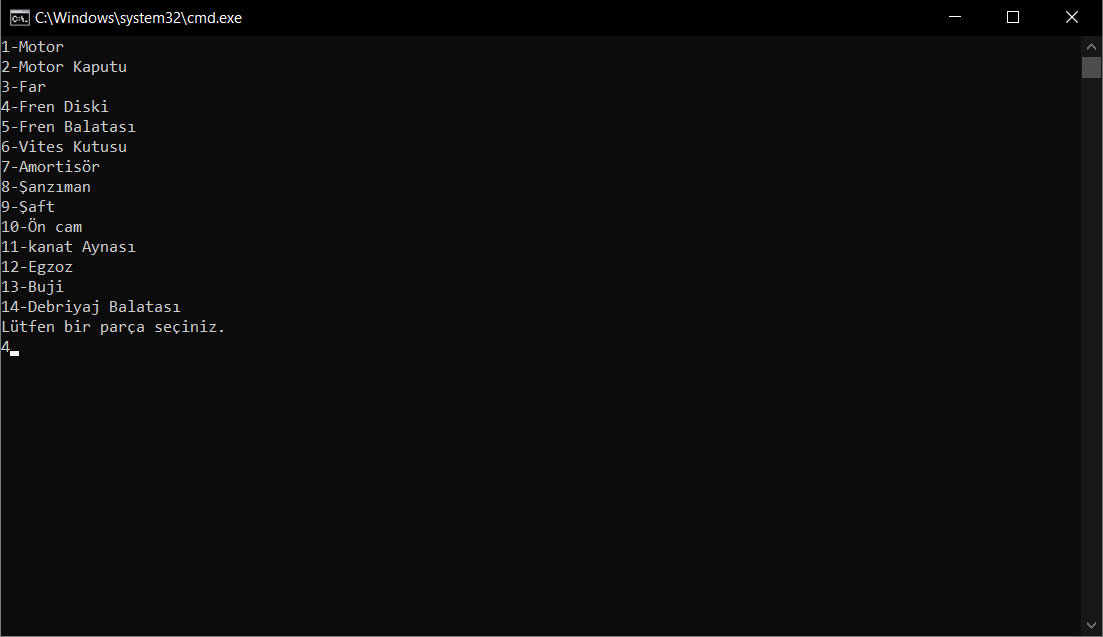 C:\Windows\system32\cmd.exe
1-Motor
2-Motor Kaputu
3-Far
4-Fren Diski
5-Fren Balatası
6-Vites Kutusu
7-Amortisör
8-Şanzıman
9-Şaft
10-Ön cam
11-kanat Aynası
12-Egzoz
13-Buji
14-Debriyaj Balatası
Lütfen bir parça seçiniz.
4